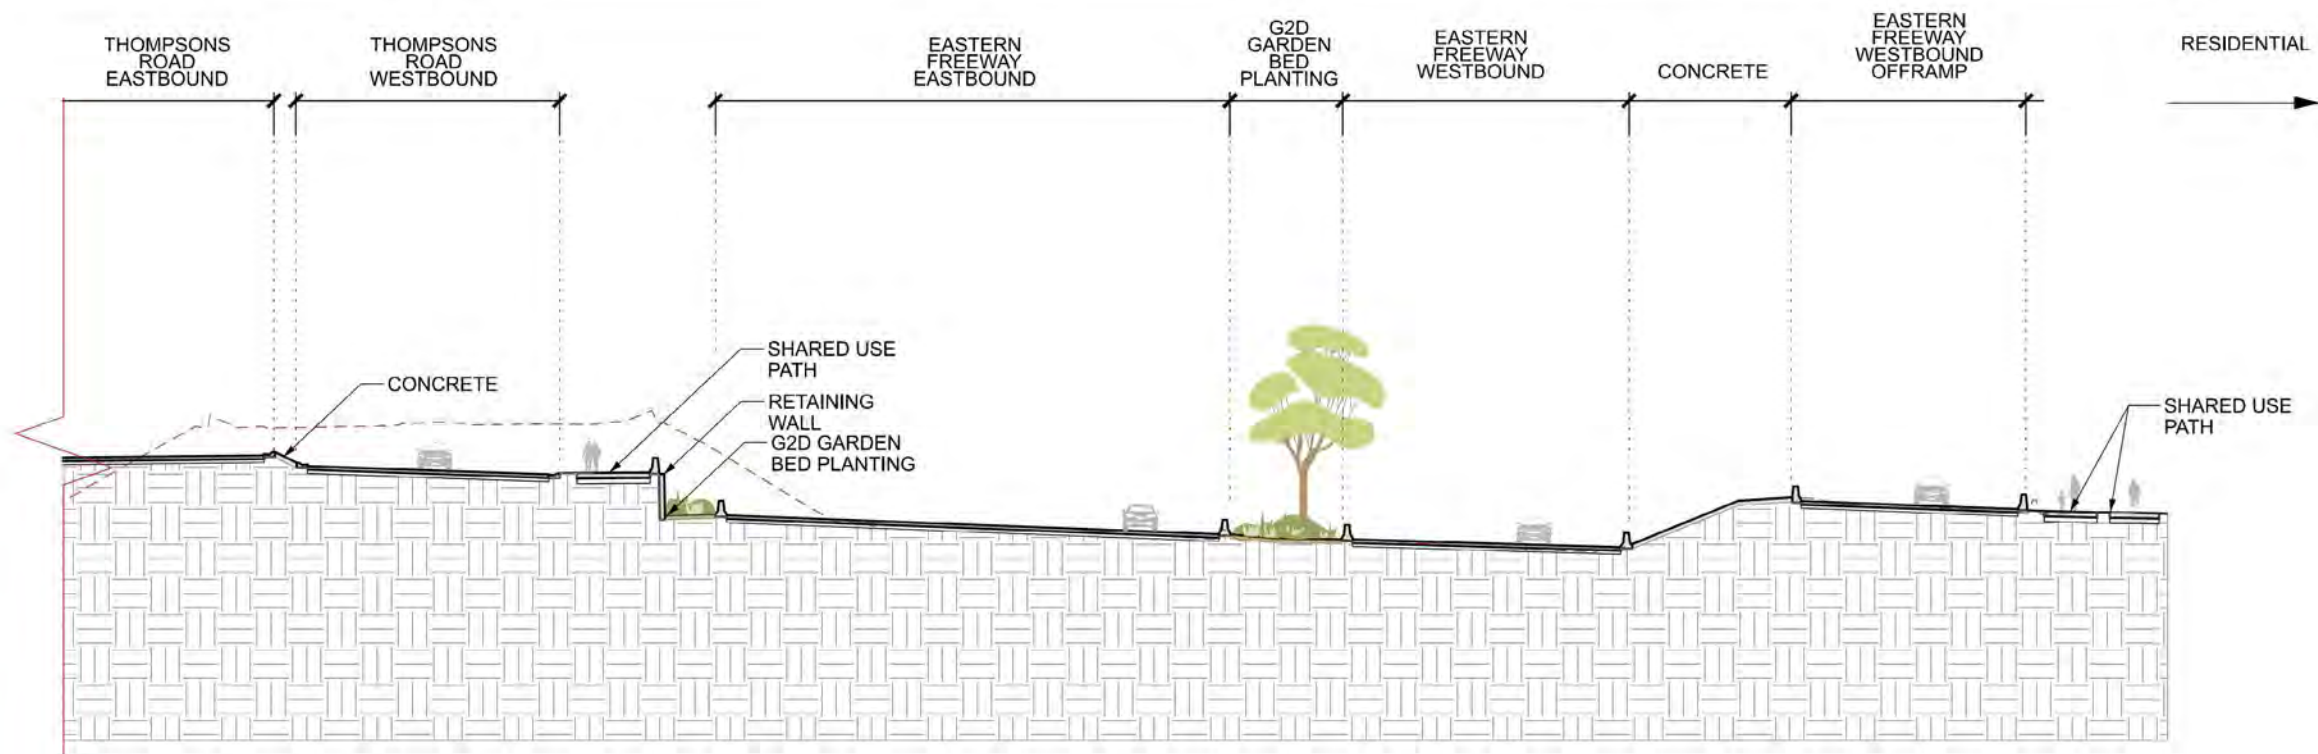 THOMPSONS
ROAD
EASTBOUND
THOMPSONS
ROAD
WESTBOUND
EASTERN
FREEWAY
EASTBOUND
G2D
GARDEN
BED
PLANTING
EASTERN
FREEWAY
WESTBOUND
CONCRETE
EASTERN
FREEWAY
WESTBOUND
OFFRAMP
RESIDENTIAL
CONCRETE
SHARED USE
PATH
RETAINING
WALL
G2D GARDEN
BED PLANTING
SHARED USE
PATH